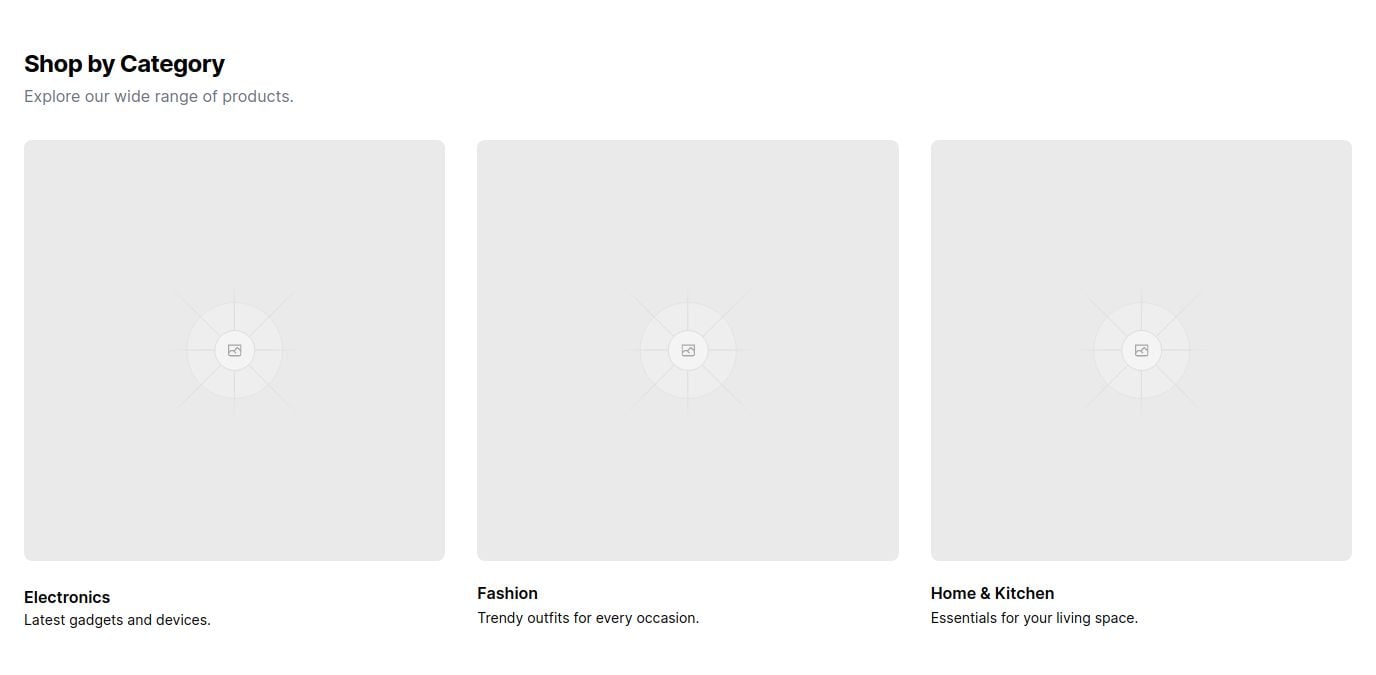 Shop by Category
Explore our wide range of products.
Electronics
Latest gadgets and devices.
Fashion
Trendy outfits for every occasion.
Home & Kitchen
Essentials for your living space.